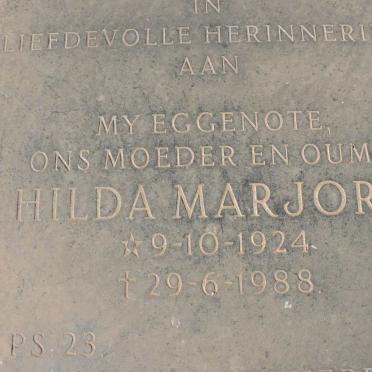 IN
LIEFDEVOLLE HERINNERI
AAN
MY EGGENOTE,
ONS MOEDER EN OUM
HILDA MARJOR
☆ 9-10-1924
† 29-6-1988
PS. 23.